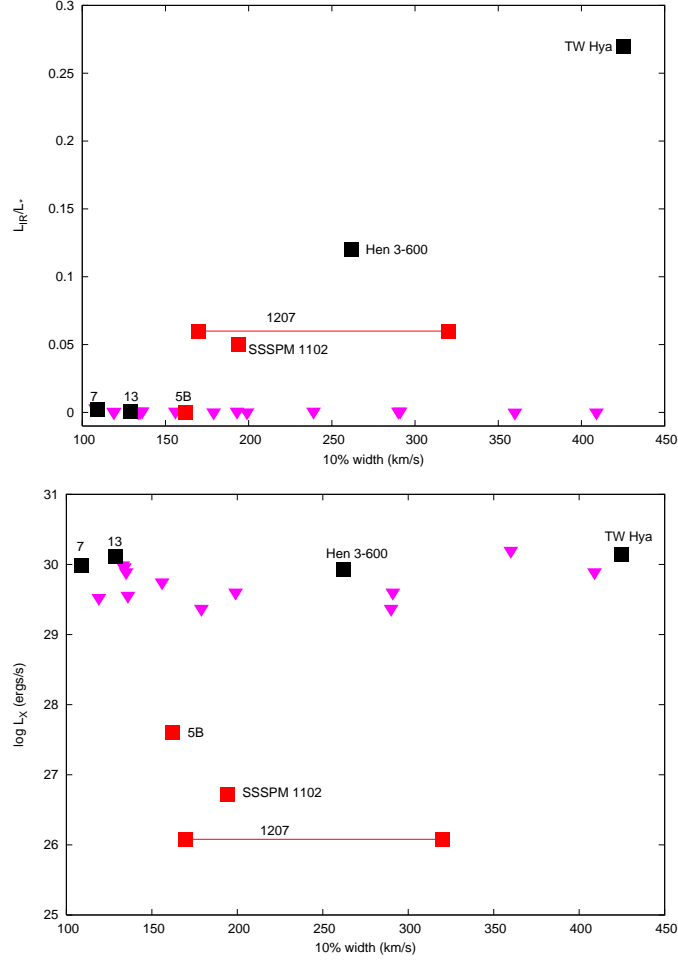 0.3
TW Hya
0.25
0.2
L_IR/L_*
0.15
Hen 3-600
0.1
1207
0.05
SSSPM 1102
7
13
5B
0
100 150 200 250 300 350 400 450
10% width (km/s)
31
7
13
TW Hya
Hen 3-600
30
29
log L_X (ergs/s)
28
5B
27
SSSPM 1102
1207
26
25
100 150 200 250 300 350 400 450
10% width (km/s)